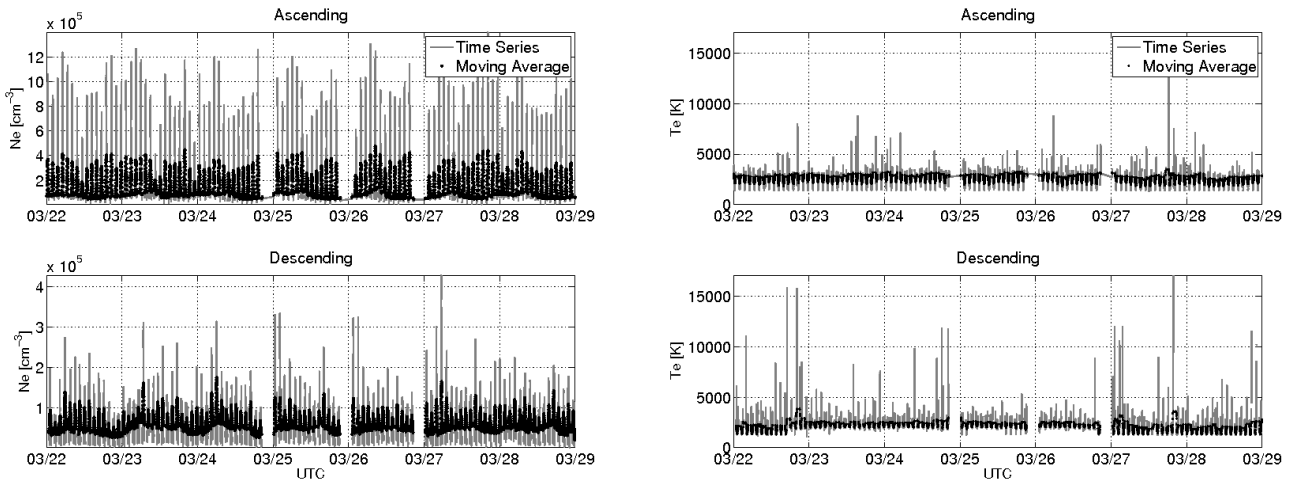 Ascending
x 10⁵
Ne [cm⁻³]
12
10
8
6
4
2
Time Series
Moving Average
03/22 03/23 03/24 03/25 03/26 03/27 03/28 03/29
Ascending
Te [K]
15000
10000
5000
0
Time Series
Moving Average
03/22 03/23 03/24 03/25 03/26 03/27 03/28 03/29
Descending
x 10⁵
Ne [cm⁻³]
4
3
2
1
03/22 03/23 03/24 03/25 03/26 03/27 03/28 03/29
UTC
Descending
Te [K]
15000
10000
5000
0
03/22 03/23 03/24 03/25 03/26 03/27 03/28 03/29
UTC